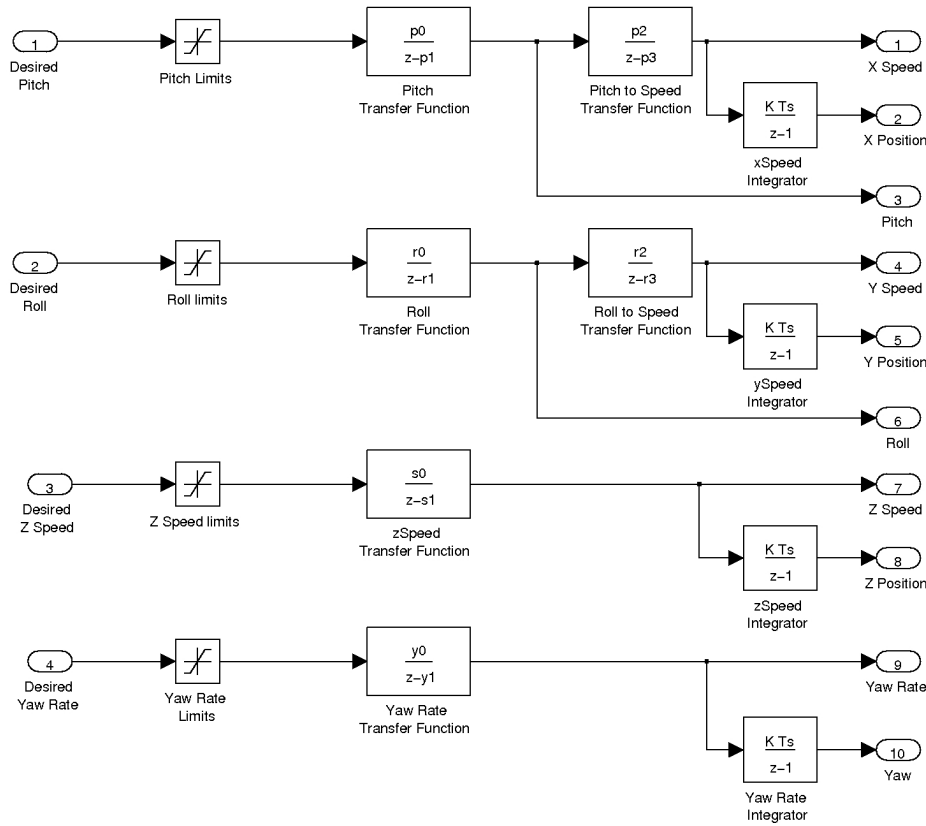 1
Desired
Pitch
Pitch Limits
p0
z-p1
Pitch
Transfer Function
p2
z-p3
Pitch to Speed
Transfer Function
1
X Speed
K Ts
z-1
xSpeed
Integrator
2
X Position
3
Pitch
2
Desired
Roll
Roll limits
r0
z-r1
Roll
Transfer Function
r2
z-r3
Roll to Speed
Transfer Function
4
Y Speed
K Ts
z-1
ySpeed
Integrator
5
Y Position
6
Roll
3
Desired
Z Speed
Z Speed limits
s0
z-s1
zSpeed
Transfer Function
7
Z Speed
K Ts
z-1
zSpeed
Integrator
8
Z Position
4
Desired
Yaw Rate
Yaw Rate
Limits
y0
z-y1
Yaw Rate
Transfer Function
9
Yaw Rate
K Ts
z-1
Yaw Rate
Integrator
10
Yaw